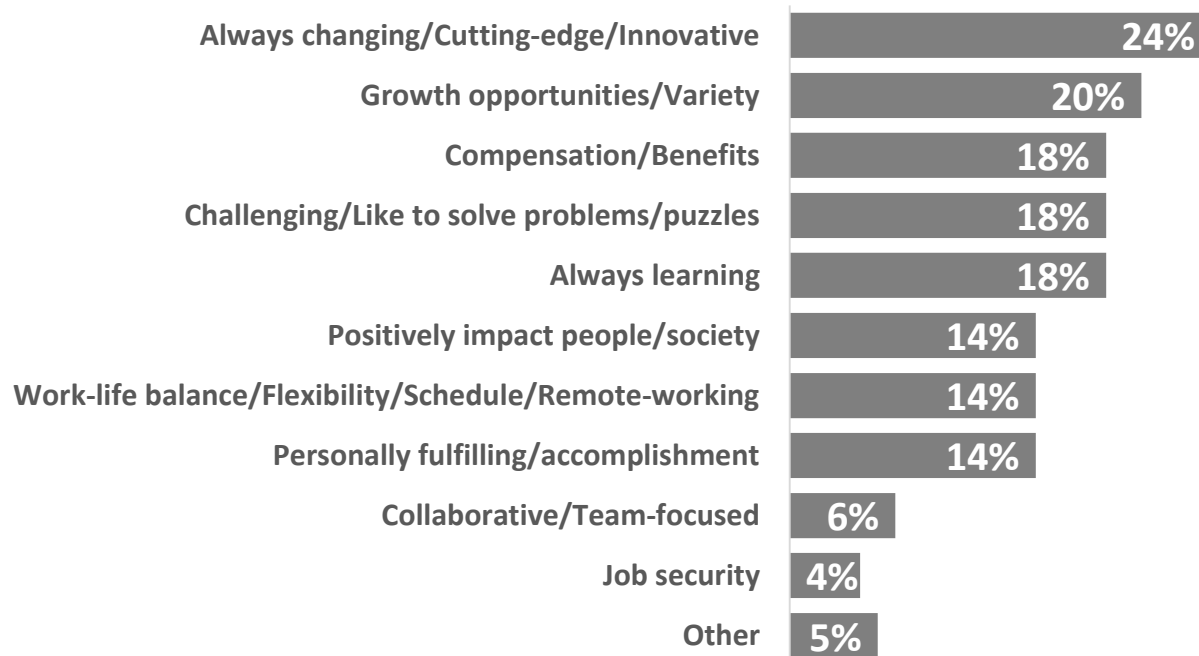 Always changing/Cutting-edge/Innovative 24%
Growth opportunities/Variety 20%
Compensation/Benefits 18%
Challenging/Like to solve problems/puzzles 18%
Always learning 18%
Positively impact people/society 14%
Work-life balance/Flexibility/Schedule/Remote-working 14%
Personally fulfilling/accomplishment 14%
Collaborative/Team-focused 6%
Job security 4%
Other 5%